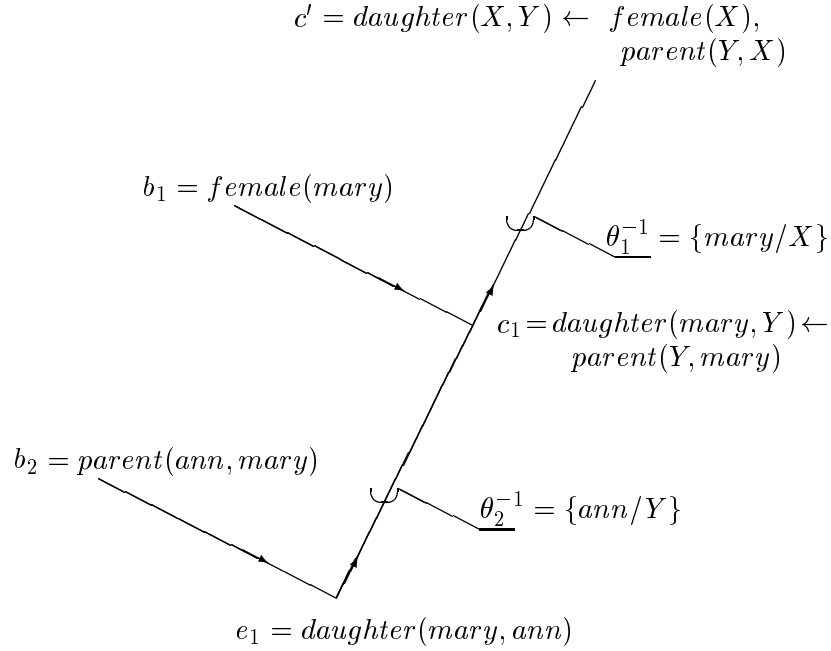 c′ = daughter(X, Y) ← female(X),
parent(Y, X)
b₁ = female(mary)
θ₁⁻¹ = {mary/X}
c₁ = daughter(mary, Y) ←
parent(Y, mary)
b₂ = parent(ann, mary)
θ₂⁻¹ = {ann/Y}
e₁ = daughter(mary, ann)